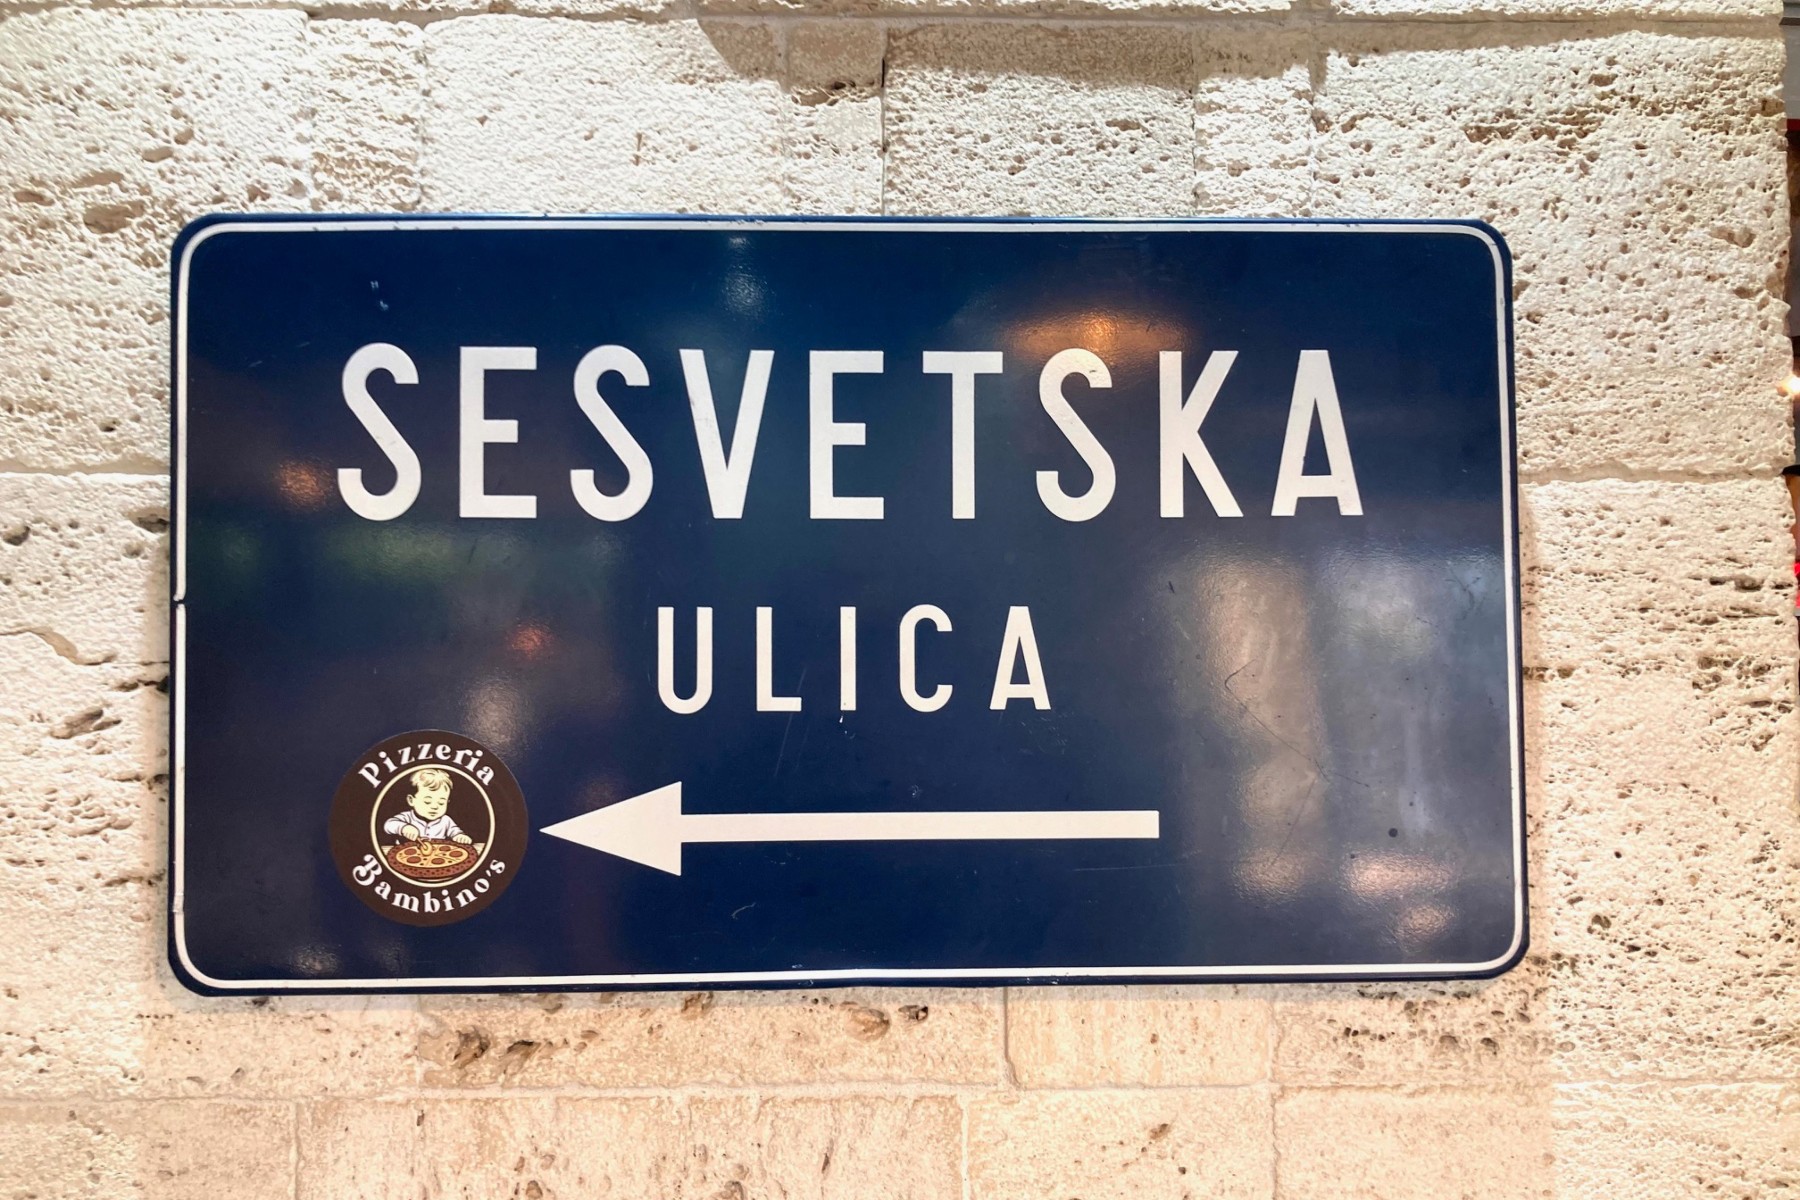 SESVETSKA
ULICA
Pizzeria
Bambino's